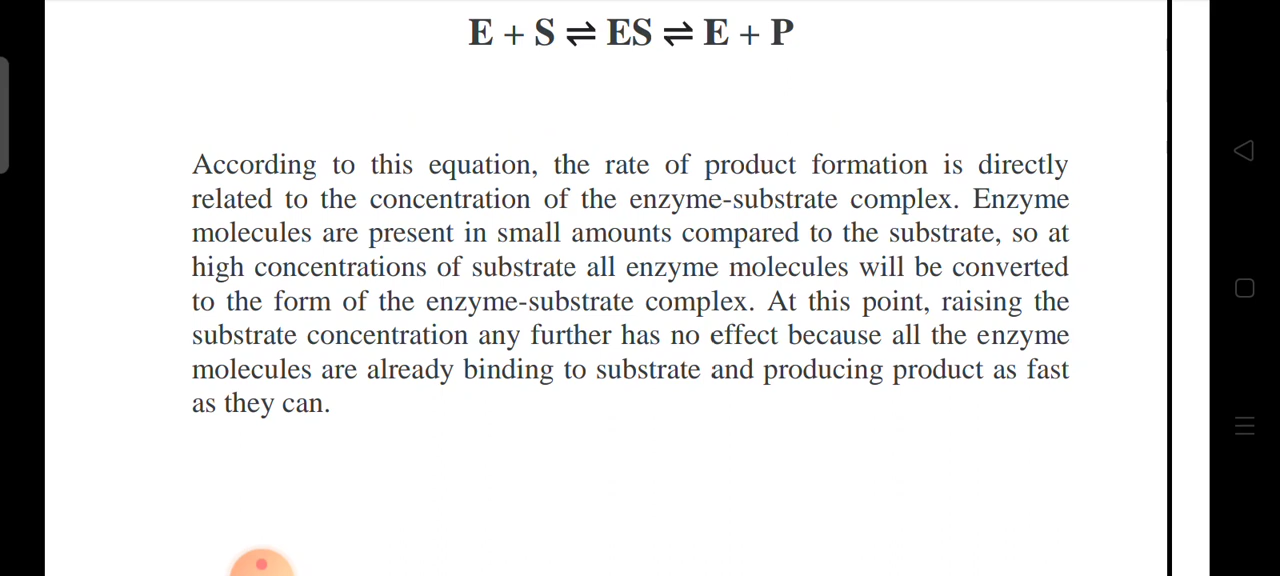 E + S ⇌ ES ⇌ E + P
According to this equation, the rate of product formation is directly
related to the concentration of the enzyme-substrate complex. Enzyme
molecules are present in small amounts compared to the substrate, so at
high concentrations of substrate all enzyme molecules will be converted
to the form of the enzyme-substrate complex. At this point, raising the
substrate concentration any further has no effect because all the enzyme
molecules are already binding to substrate and producing product as fast
as they can.